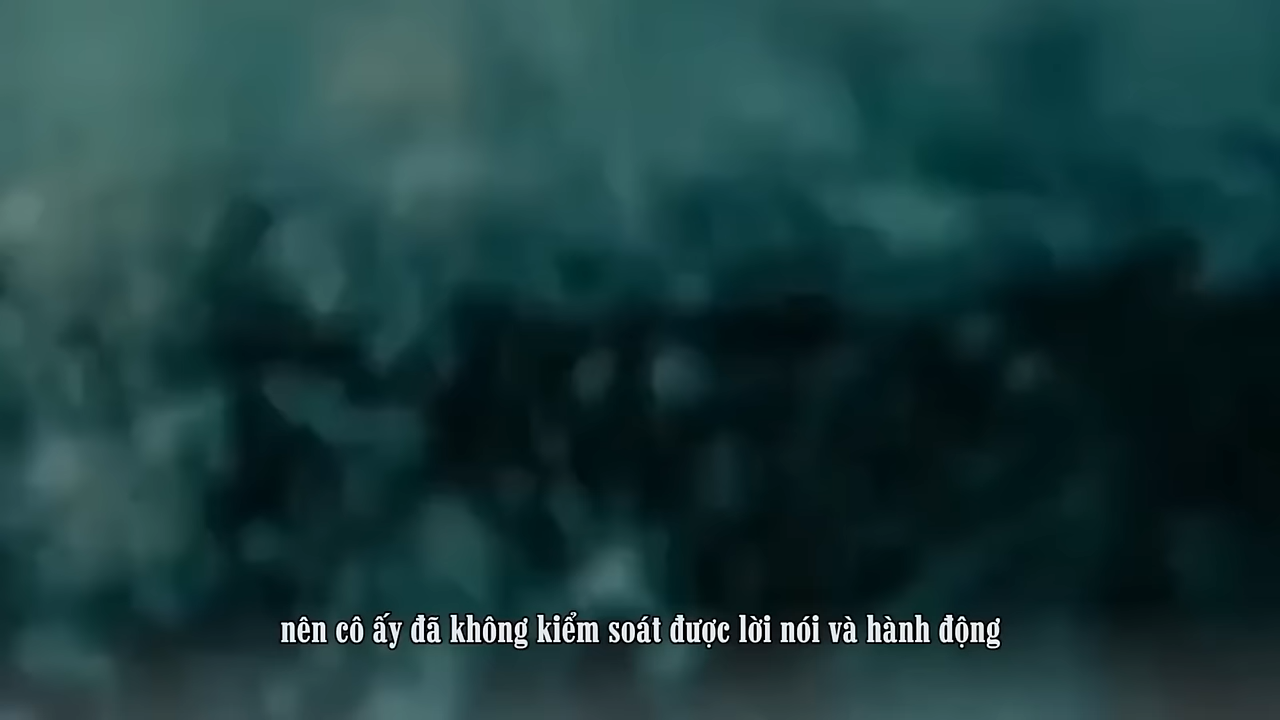 nên cô ấy đã không kiểm soát được lời nói và hành động